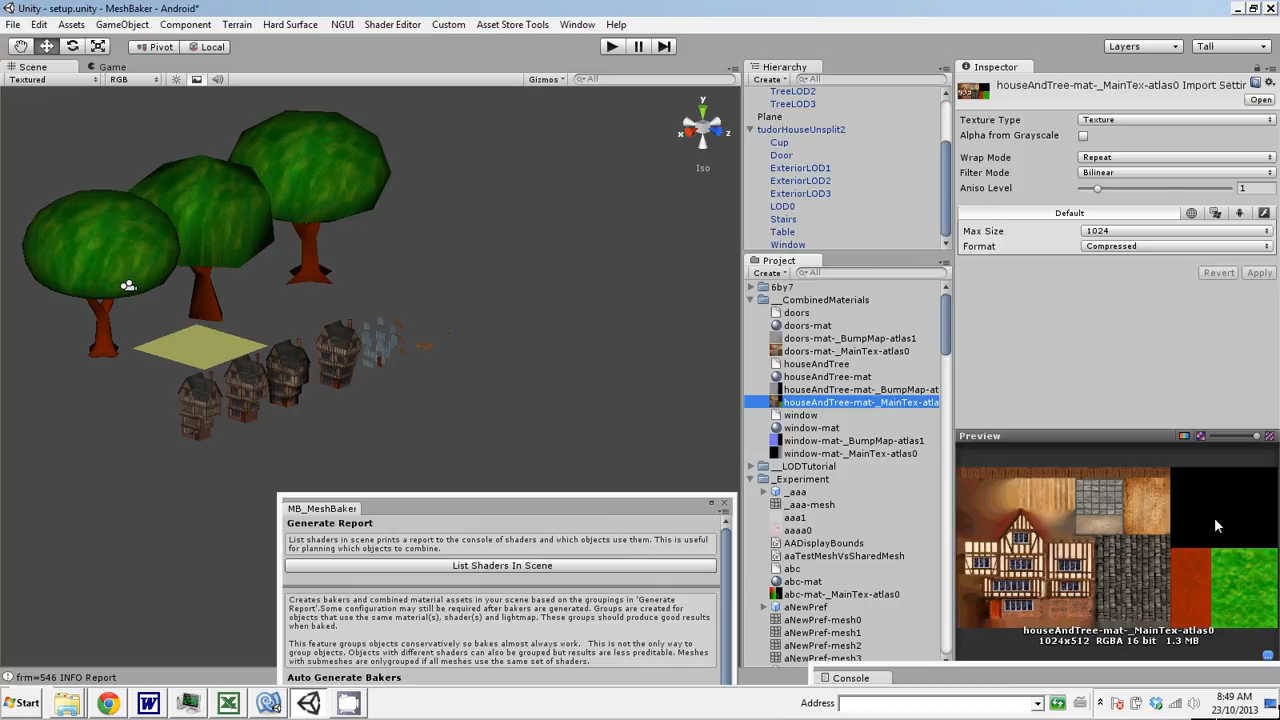 Unity - setup.unity - MeshBaker - Android*
File Edit Assets GameObject Component Terrain Hard Surface NGUI Shader Editor Custom Asset Store Tools Window Help
Pivot Local Layers Tall
Scene Game
Textured RGB Gizmos All
y
x z
Iso
Hierarchy
Create All
TreeLOD2
TreeLOD3
Plane
tudorHouseUnsplit2
Cup
Door
ExteriorLOD1
ExteriorLOD2
ExteriorLOD3
LOD0
Stairs
Table
Window
Project
Create All
6by7
__CombinedMaterials
doors
doors-mat
doors-mat-_BumpMap-atlas1
doors-mat-_MainTex-atlas0
houseAndTree
houseAndTree-mat
houseAndTree-mat-_BumpMap-at
houseAndTree-mat-_MainTex-atla
window
window-mat
window-mat-_BumpMap-atlas1
window-mat-_MainTex-atlas0
__LODTutorial
_Experiment
_aaa
_aaa-mesh
aaa1
aaaa0
AADisplayBounds
aaTestMeshVsSharedMesh
abc
abc-mat
abc-mat-_MainTex-atlas0
aNewPref
aNewPref-mesh0
aNewPref-mesh1
aNewPref-mesh2
aNewPref-mesh3
Inspector
houseAndTree-mat-_MainTex-atlas0 Import Settir
Open
Texture Type Texture
Alpha from Grayscale
Wrap Mode Repeat
Filter Mode Bilinear
Aniso Level 1
Default
Max Size 1024
Format Compressed
Revert Apply
Preview
houseAndTree-mat-_MainTex-atlas0
1024x512 RGBA 16 bit 1.3 MB
MB_MeshBaker
Generate Report
List shaders in scene prints a report to the console of shaders and which objects use them. This is useful
for planning which objects to combine.
List Shaders In Scene
Creates bakers and combined material assets in your scene based on the groupings in 'Generate
Report'.Some configuration may still be required after bakers are generated. Groups are created for
objects that use the same material(s), shader(s) and lightmap. These groups should produce good results
when baked.
This feature groups objects conservatively so bakes almost always work. This is not the only way to
group objects. Objects with different shaders can also be grouped but results are less preditable. Meshes
with submeshes are onlygrouped if all meshes use the same set of shaders.
Auto Generate Bakers
Console
frm=546 INFO Report
Start Address 8:49 AM
23/10/2013